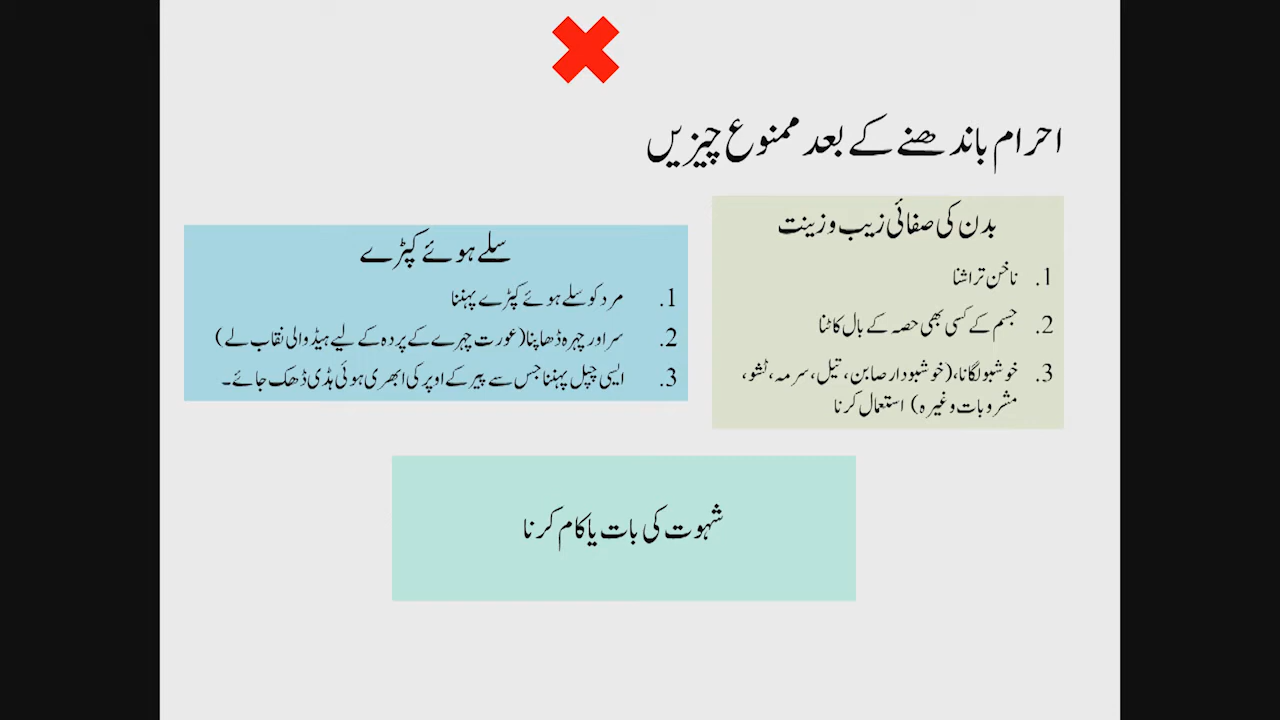 احرام باندھنے کے بعد ممنوع چیزیں
بدن کی صفائی زیب و زینت
1. ناخن تراشنا
2. جسم کے کسی بھی حصہ کے بال کاٹنا
3. خوشبو لگانا، (خوشبودار صابن، تیل، سرمہ، ٹشو،
مشروبات وغیرہ) استعمال کرنا
سلے ہوئے کپڑے
1. مرد کو سلے ہوئے کپڑے پہننا
2. سر اور چہرہ ڈھاپنا (عورت چہرے کے پردہ کے لیے ہیڈ والی نقاب لے)
3. ایسی چپل پہننا جس سے پیر کے اوپر کی ابھری ہوئی ہڈی ڈھک جائے۔
شہوت کی بات یا کام کرنا